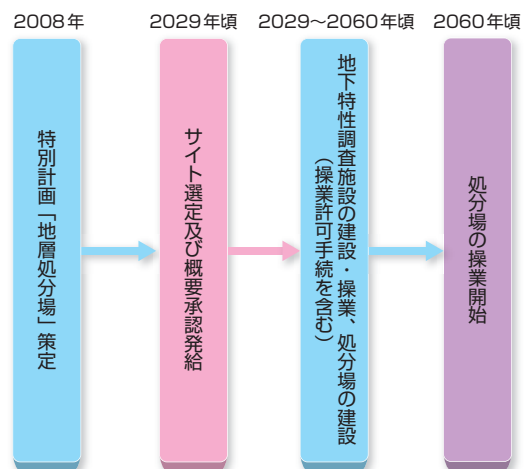 2008年
2029年頃
2029～2060年頃
2060年頃
特別計画「地層処分場」策定
サイト選定及び概要承認発給
地下特性調査施設の建設・操業、処分場の建設
（操業許可手続を含む）
処分場の操業開始